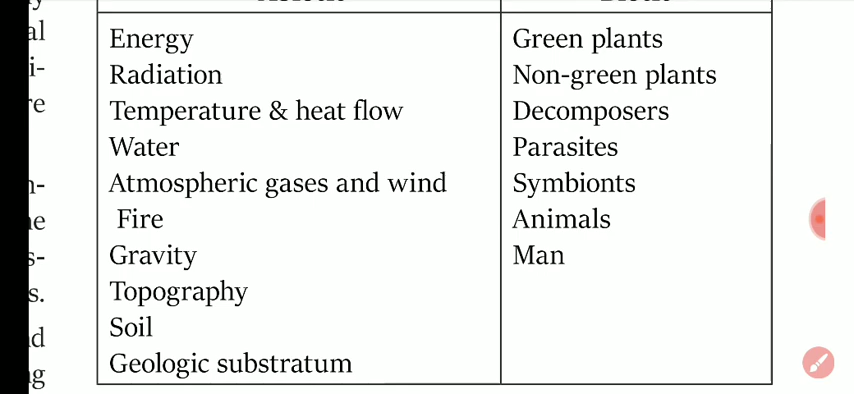 Energy
Radiation
Temperature & heat flow
Water
Atmospheric gases and wind
Fire
Gravity
Topography
Soil
Geologic substratum
Green plants
Non-green plants
Decomposers
Parasites
Symbionts
Animals
Man